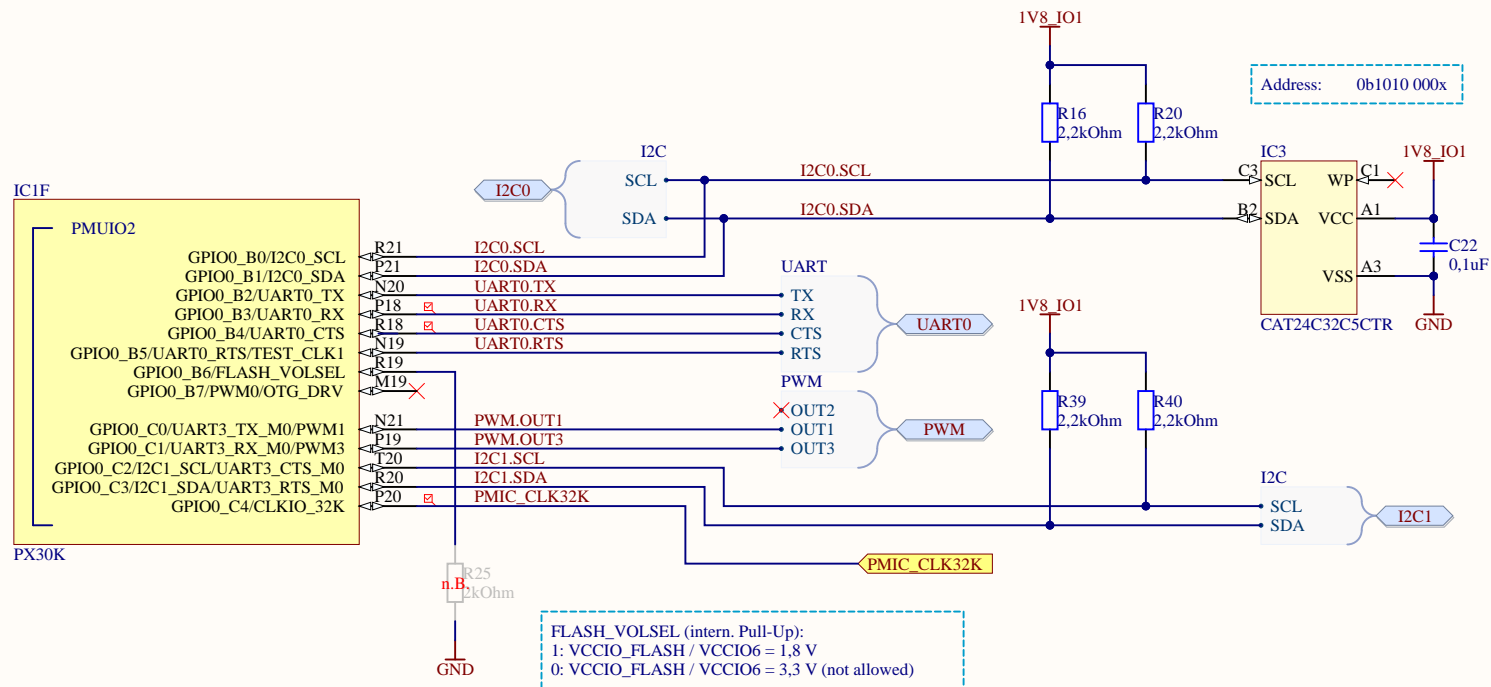 1V8_IO1
Address: 0b1010 000x
R16
2,2kOhm
R20
2,2kOhm
I2C
I2C0
SCL
SDA
I2C0.SCL
I2C0.SDA
IC3
1V8_IO1
C3
SCL
WP
C1
B2
SDA
VCC
A1
VSS
A3
C22
0,1uF
CAT24C32C5CTR
GND
IC1F
PMUIO2
GPIO0_B0/I2C0_SCL
R21
I2C0.SCL
GPIO0_B1/I2C0_SDA
P21
I2C0.SDA
GPIO0_B2/UART0_TX
N20
UART0.TX
GPIO0_B3/UART0_RX
P18
UART0.RX
GPIO0_B4/UART0_CTS
R18
UART0.CTS
GPIO0_B5/UART0_RTS/TEST_CLK1
N19
UART0.RTS
GPIO0_B6/FLASH_VOLSEL
R19
GPIO0_B7/PWM0/OTG_DRV
M19
GPIO0_C0/UART3_TX_M0/PWM1
N21
PWM.OUT1
GPIO0_C1/UART3_RX_M0/PWM3
P19
PWM.OUT3
GPIO0_C2/I2C1_SCL/UART3_CTS_M0
T20
I2C1.SCL
GPIO0_C3/I2C1_SDA/UART3_RTS_M0
R20
I2C1.SDA
GPIO0_C4/CLKIO_32K
P20
PMIC_CLK32K
PX30K
UART
TX
RX
CTS
RTS
UART0
PWM
OUT2
OUT1
OUT3
PWM
1V8_IO1
R39
2,2kOhm
R40
2,2kOhm
I2C
SCL
SDA
I2C1
PMIC_CLK32K
R25
n.B.
2kOhm
GND
FLASH_VOLSEL (intern. Pull-Up):
1: VCCIO_FLASH / VCCIO6 = 1,8 V
0: VCCIO_FLASH / VCCIO6 = 3,3 V (not allowed)